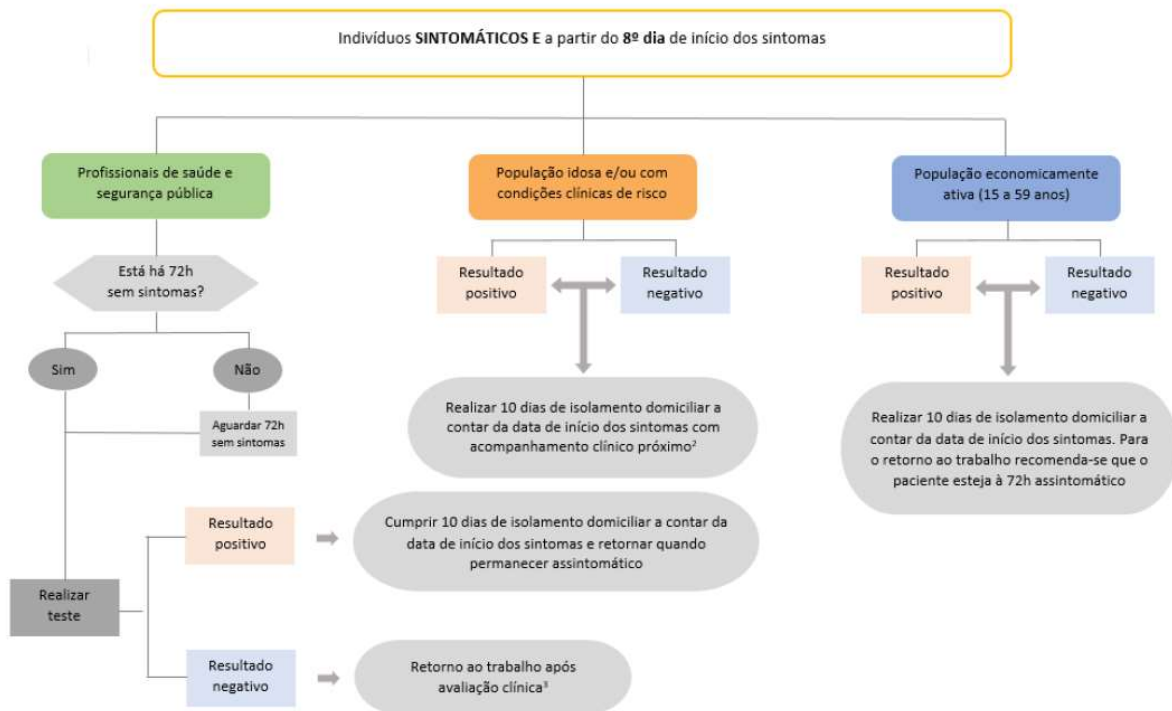 Indivíduos SINTOMÁTICOS E a partir do 8º dia de início dos sintomas
Profissionais de saúde e
segurança pública
População idosa e/ou com
condições clínicas de risco
População economicamente
ativa (15 a 59 anos)
Está há 72h
sem sintomas?
Resultado
positivo
Resultado
negativo
Resultado
positivo
Resultado
negativo
Sim
Não
Aguardar 72h
sem sintomas
Realizar 10 dias de isolamento domiciliar a
contar da data de início dos sintomas com
acompanhamento clínico próximo²
Realizar 10 dias de isolamento domiciliar a
contar da data de início dos sintomas. Para
o retorno ao trabalho recomenda-se que o
paciente esteja à 72h assintomático
Realizar
teste
Resultado
positivo
Cumprir 10 dias de isolamento domiciliar a contar da
data de início dos sintomas e retornar quando
permanecer assintomático
Resultado
negativo
Retorno ao trabalho após
avaliação clínica³